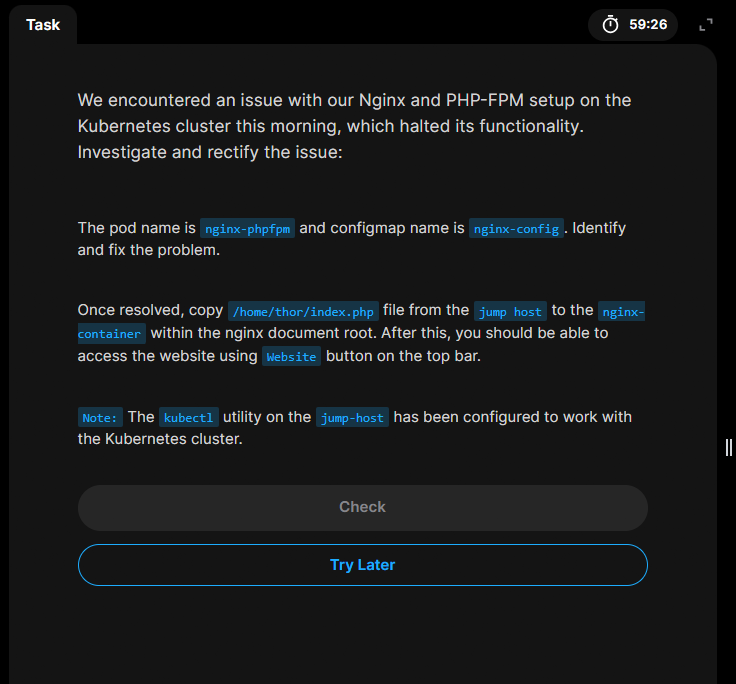 Task
59:26
We encountered an issue with our Nginx and PHP-FPM setup on the
Kubernetes cluster this morning, which halted its functionality.
Investigate and rectify the issue:
The pod name is nginx-phpfpm and configmap name is nginx-config. Identify
and fix the problem.
Once resolved, copy /home/thor/index.php file from the jump host to the nginx-
container within the nginx document root. After this, you should be able to
access the website using Website button on the top bar.
Note: The kubectl utility on the jump-host has been configured to work with
the Kubernetes cluster.
Check
Try Later